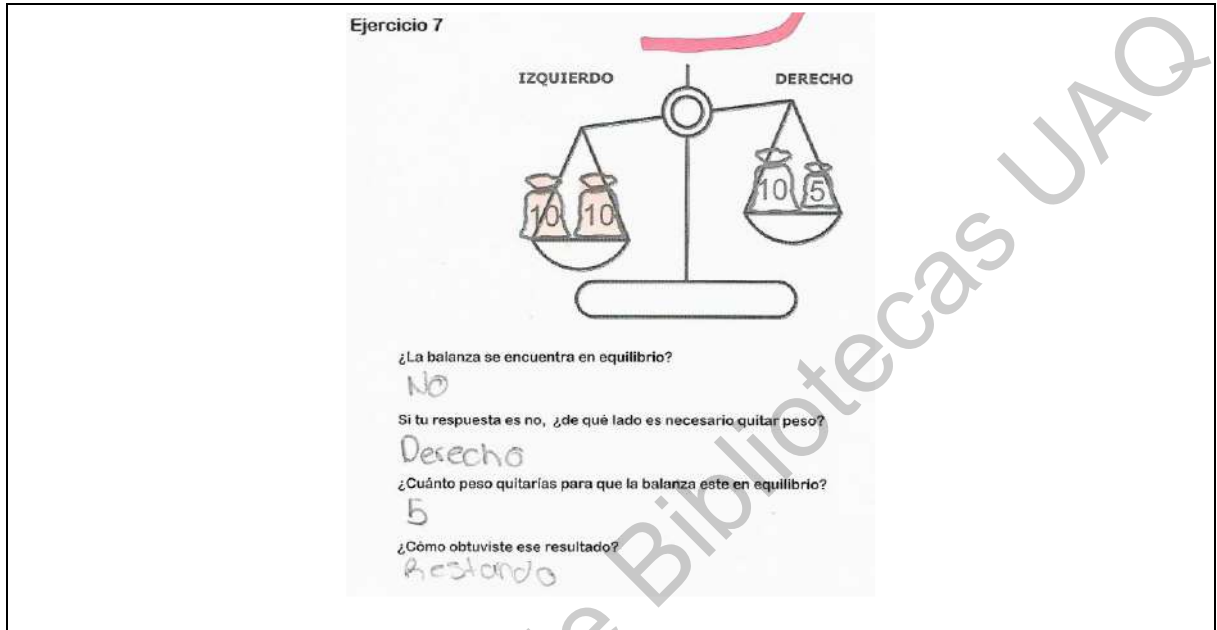 Ejercicio 7
IZQUIERDO
DERECHO
10
10
10
5
¿La balanza se encuentra en equilibrio?
NO
Si tu respuesta es no, ¿de qué lado es necesario quitar peso?
Derecho
¿Cuánto peso quitarías para que la balanza este en equilibrio?
5
¿Cómo obtuviste ese resultado?
Restando
de Bibliotecas UAQ